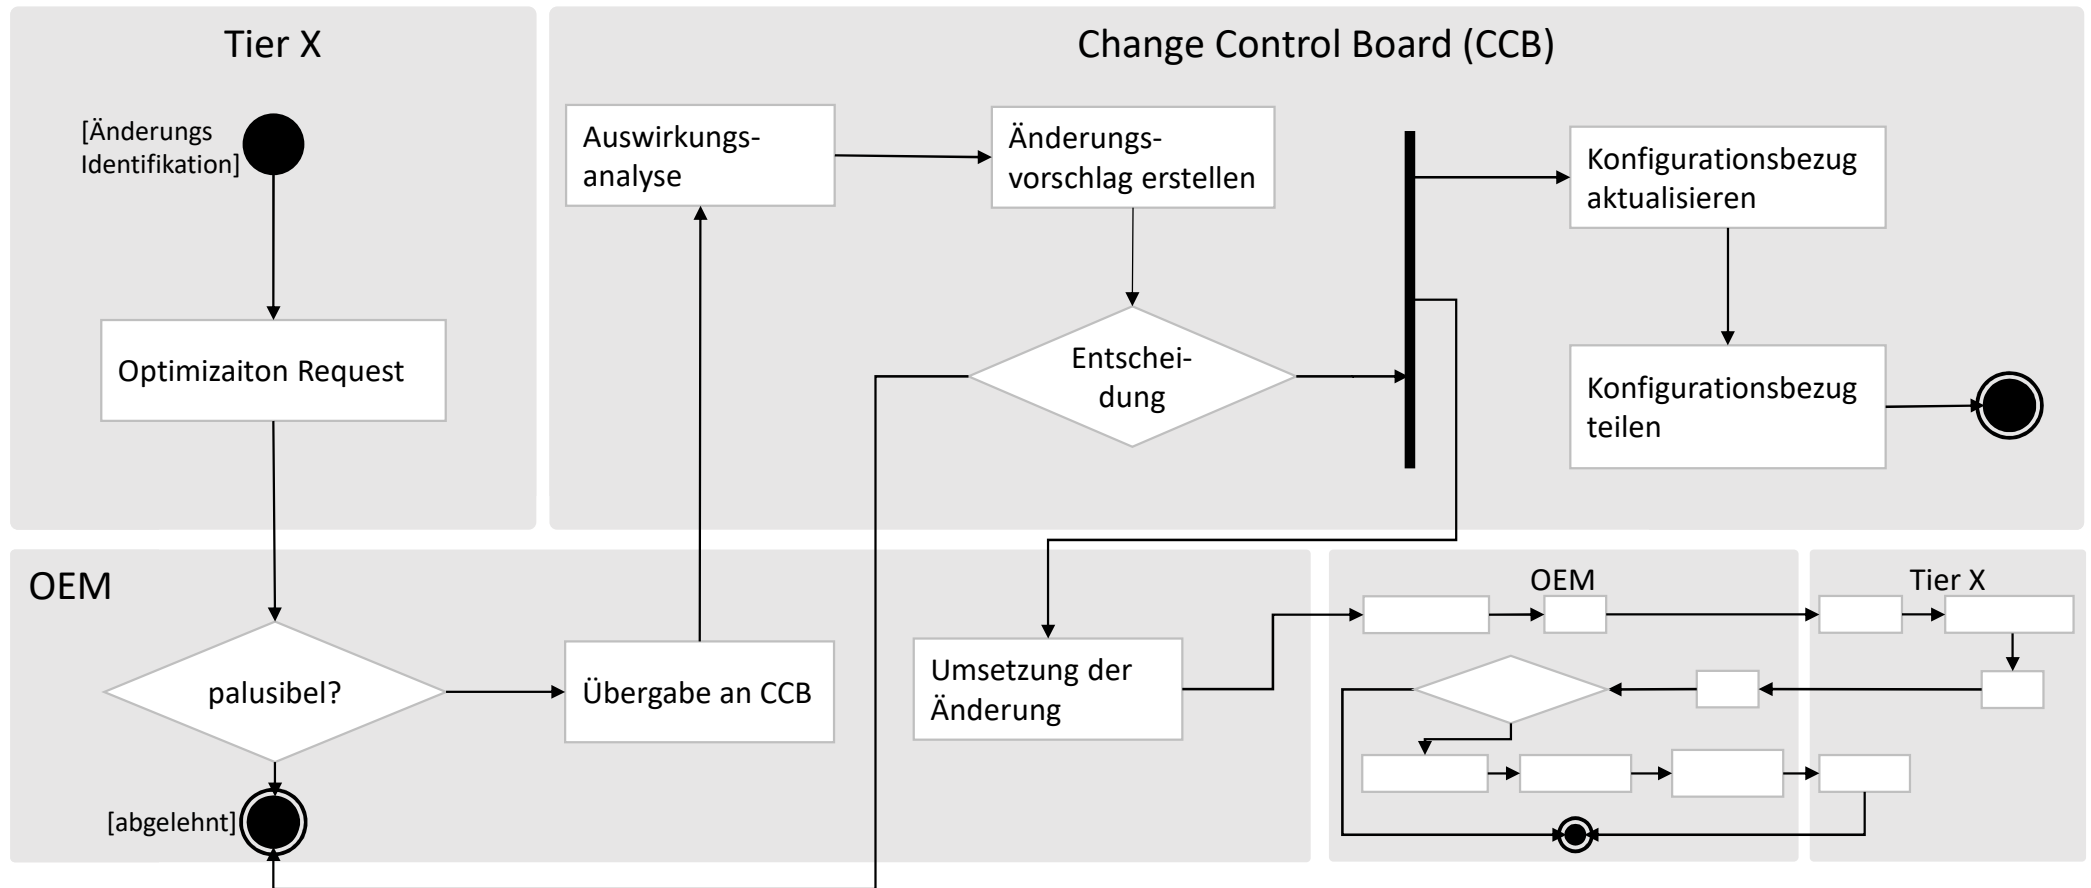 Tier X
[Änderungs
Identifikation]
Optimizaiton Request
Change Control Board (CCB)
Auswirkungs-
analyse
Änderungs-
vorschlag erstellen
Entschei-
dung
Konfigurationsbezug
aktualisieren
Konfigurationsbezug
teilen
OEM
palusibel?
[abgelehnt]
Übergabe an CCB
Umsetzung der
Änderung
OEM
Tier X